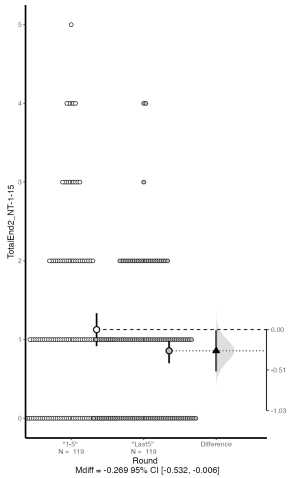 5
4
3
2
1
0
TotalEnd2_NT-1-15
0.00
-0.51
-1.03
"1-5" "Last5" Difference
N = 119 N = 119
Round
Mdiff = -0.269 95% CI [-0.532, -0.006]